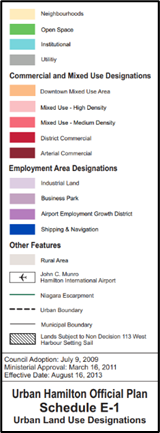 Neighbourhoods
Open Space
Institutional
Utility
Commercial and Mixed Use Designations
Downtown Mixed Use Area
Mixed Use - High Density
Mixed Use - Medium Density
District Commercial
Arterial Commercial
Employment Area Designations
Industrial Land
Business Park
Airport Employment Growth District
Shipping & Navigation
Other Features
Rural Area
John C. Munro
Hamilton International Airport
Niagara Escarpment
Urban Boundary
Municipal Boundary
Lands Subject to Non Decision 113 West
Harbour Setting Sail
Council Adoption: July 9, 2009
Ministerial Approval: March 16, 2011
Effective Date: August 16, 2013
Urban Hamilton Official Plan
Schedule E-1
Urban Land Use Designations